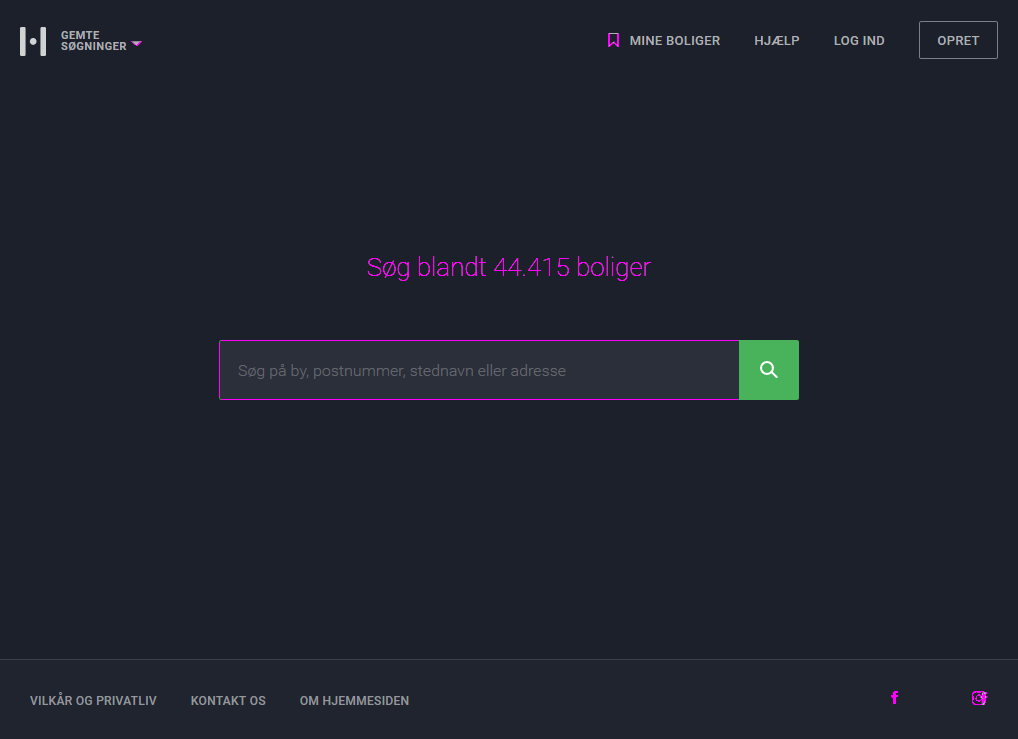 GEMTE
SØGNINGER
MINE BOLIGER
HJÆLP
LOG IND
OPRET
Søg blandt 44.415 boliger
Søg på by, postnummer, stednavn eller adresse
VILKÅR OG PRIVATLIV
KONTAKT OS
OM HJEMMESIDEN